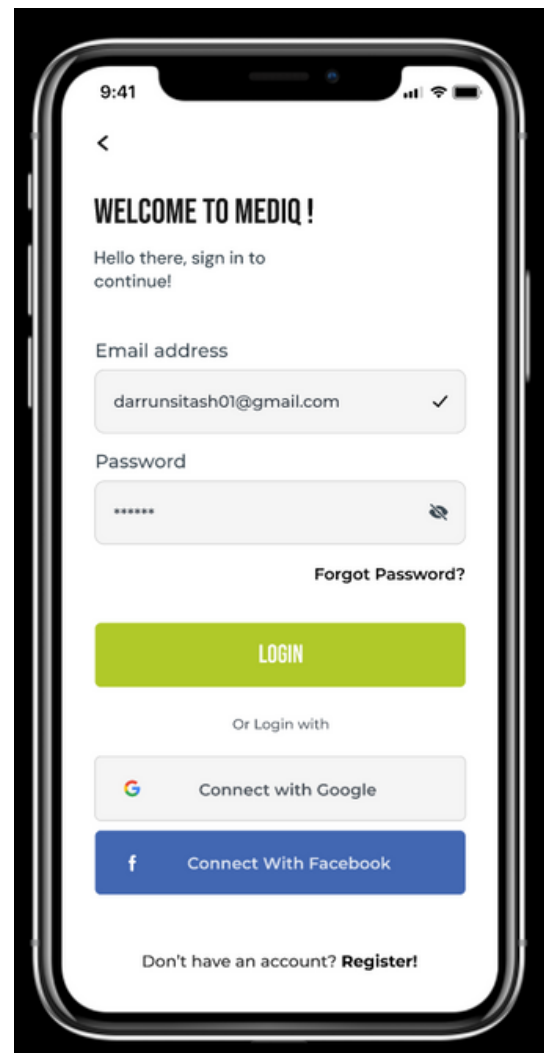 9:41
WELCOME TO MEDIQ !
Hello there, sign in to
continue!
Email address
darrunsitash01@gmail.com
Password
******
Forgot Password?
LOGIN
Or Login with
G Connect with Google
f Connect With Facebook
Don't have an account? Register!